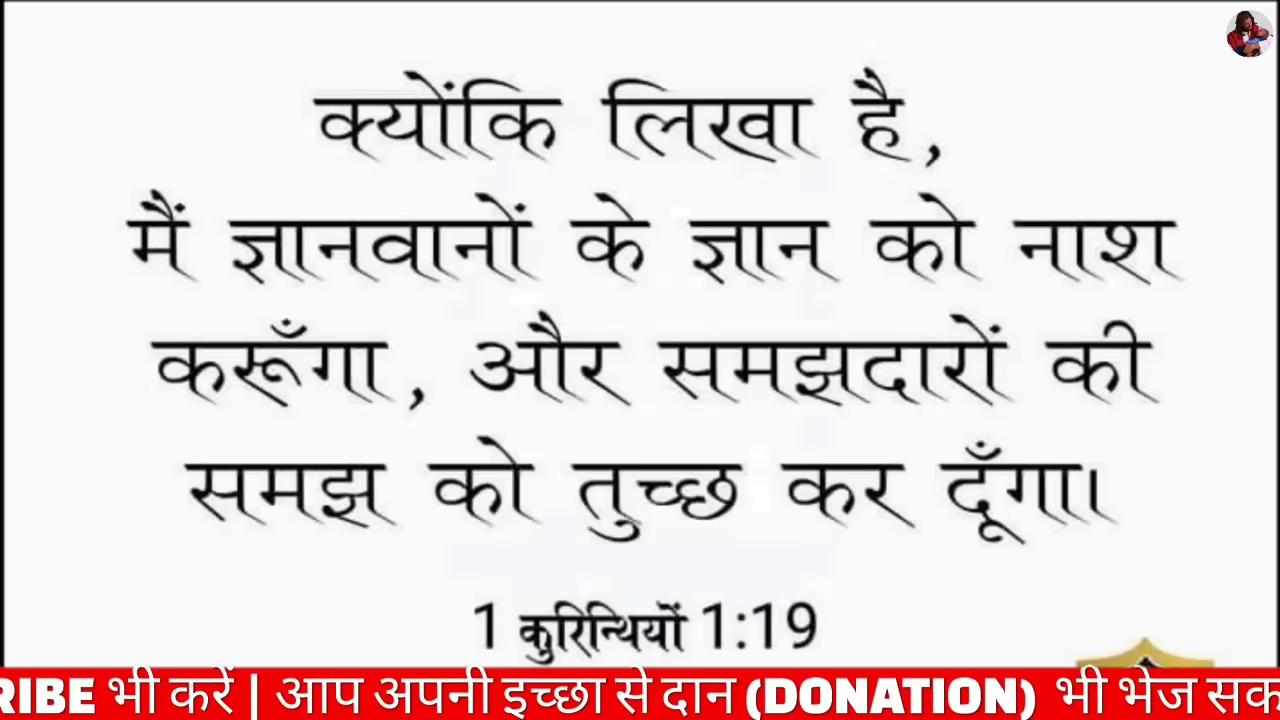 क्योंकि लिखा है,
मैं ज्ञानवानों के ज्ञान को नाश
करूँगा, और समझदारों की
समझ को तुच्छ कर दूँगा।
1 कुरिन्थियों 1:19
RIBE भी करें | आप अपनी इच्छा से दान (DONATION) भी भेज सक